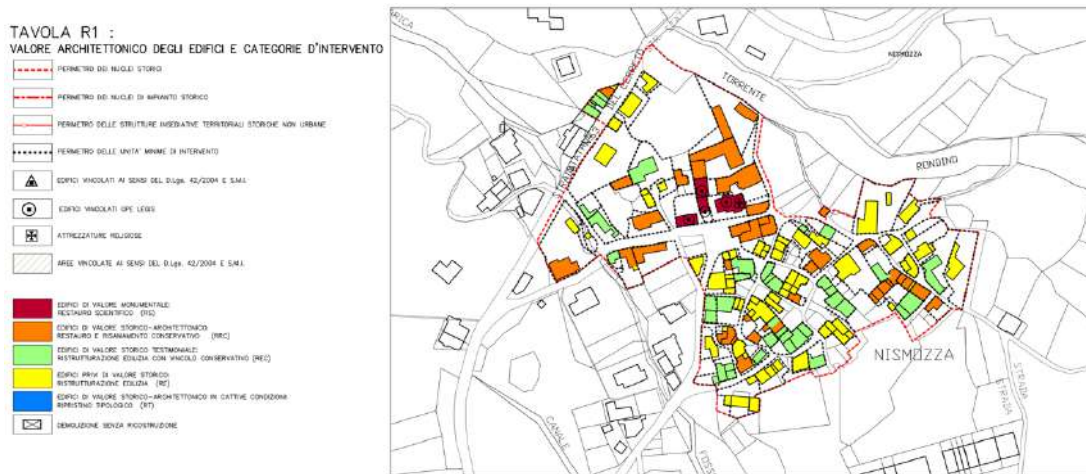 TAVOLA R1 :
VALORE ARCHITETTONICO DEGLI EDIFICI E CATEGORIE D'INTERVENTO
PERIMETRO DEI NUCLEI STORICI
PERIMETRO DEI NUCLEI DI IMPIANTO STORICO
PERIMETRO DELLE STRUTTURE INSEDIATIVE TERRITORIALI STORICHE NON URBANE
PERIMETRO DELLE UNITA' MINIME DI INTERVENTO
EDIFICI VINCOLATI AI SENSI DEL D.Lgs. 42/2004 E S.M.I.
EDIFICI VINCOLATI OPE LEGIS
ATTREZZATURE RELIGIOSE
AREE VINCOLATE AI SENSI DEL D.Lgs. 42/2004 E S.M.I.
EDIFICI DI VALORE MONUMENTALE:
RESTAURO SCIENTIFICO (RS)
EDIFICI DI VALORE STORICO-ARCHITETTONICO:
RESTAURO E RISANAMENTO CONSERVATIVO (RRC)
EDIFICI DI VALORE STORICO TESTIMONIALE:
RISTRUTTURAZIONE EDILIZIA CON VINCOLO CONSERVATIVO (REC)
EDIFICI PRIVI DI VALORE STORICO:
RISTRUTTURAZIONE EDILIZIA (RE)
EDIFICI DI VALORE STORICO-ARCHITETTONICO IN CATTIVE CONDIZIONI:
RIPRISTINO TIPOLOGICO (RT)
DEMOLIZIONE SENZA RICOSTRUZIONE
NISMOZZA
TORRENTE
RONDINO
DEL CERRETO
NISMOZZA
STRADA
STRADA
CANALE